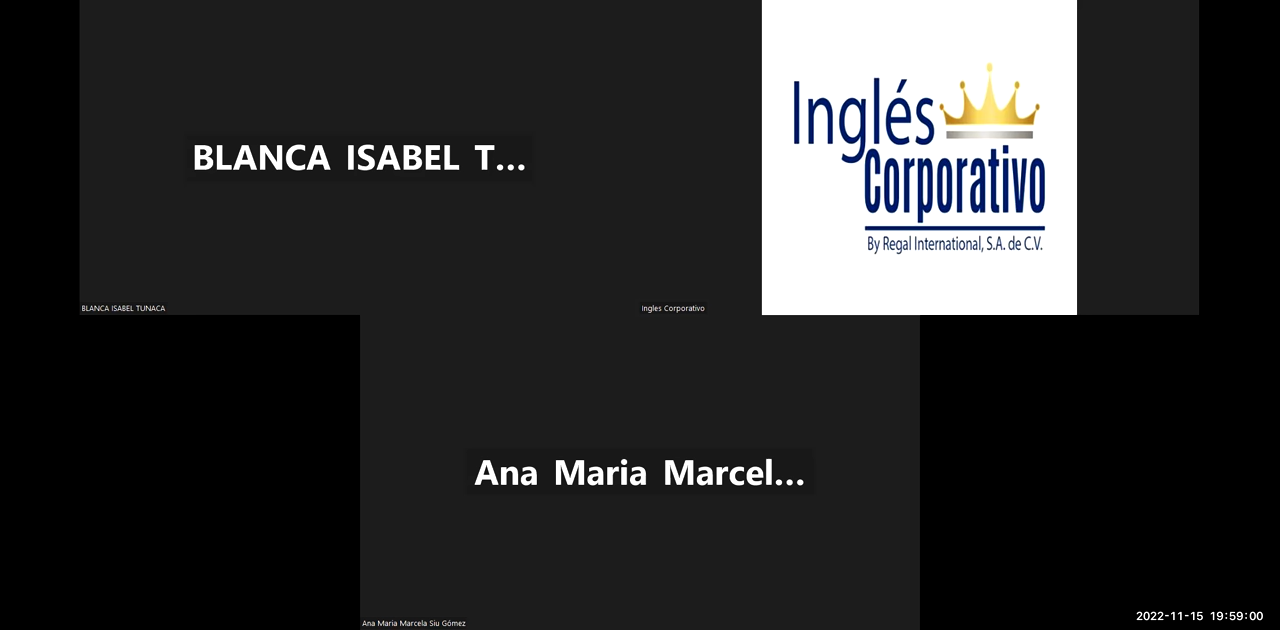 BLANCA ISABEL T...
BLANCA ISABEL TUNACA
Inglés
Corporativo
By Regal International, S.A. de C.V.
Ingles Corporativo
Ana Maria Marcel...
Ana Maria Marcela Siu Gómez
2022-11-15 19:59:00